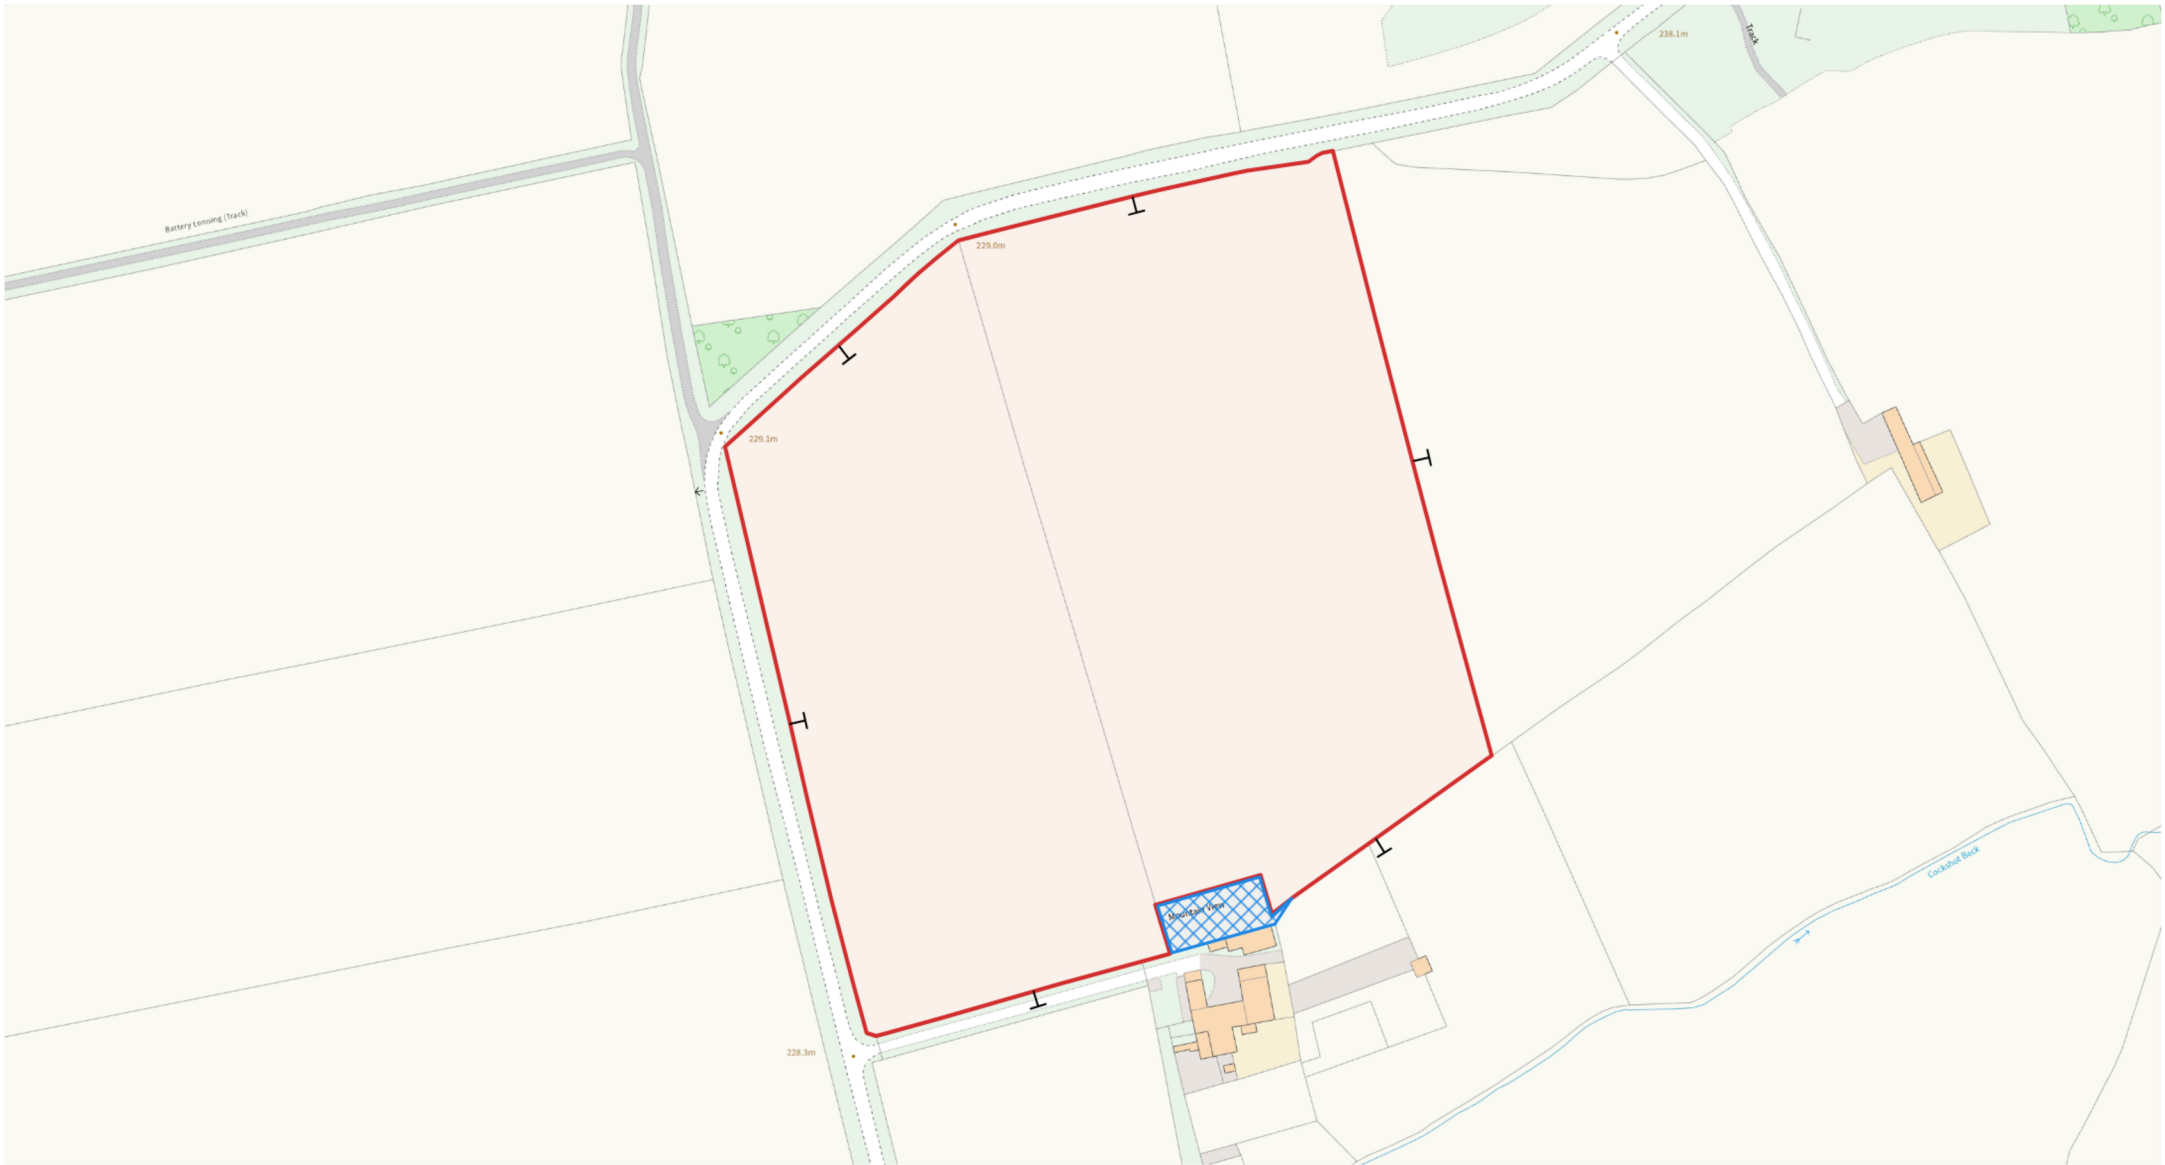 238.1m
Track
Battery Lonning (Track)
229.0m
229.1m
Cockshot Beck
Mountain View
228.3m